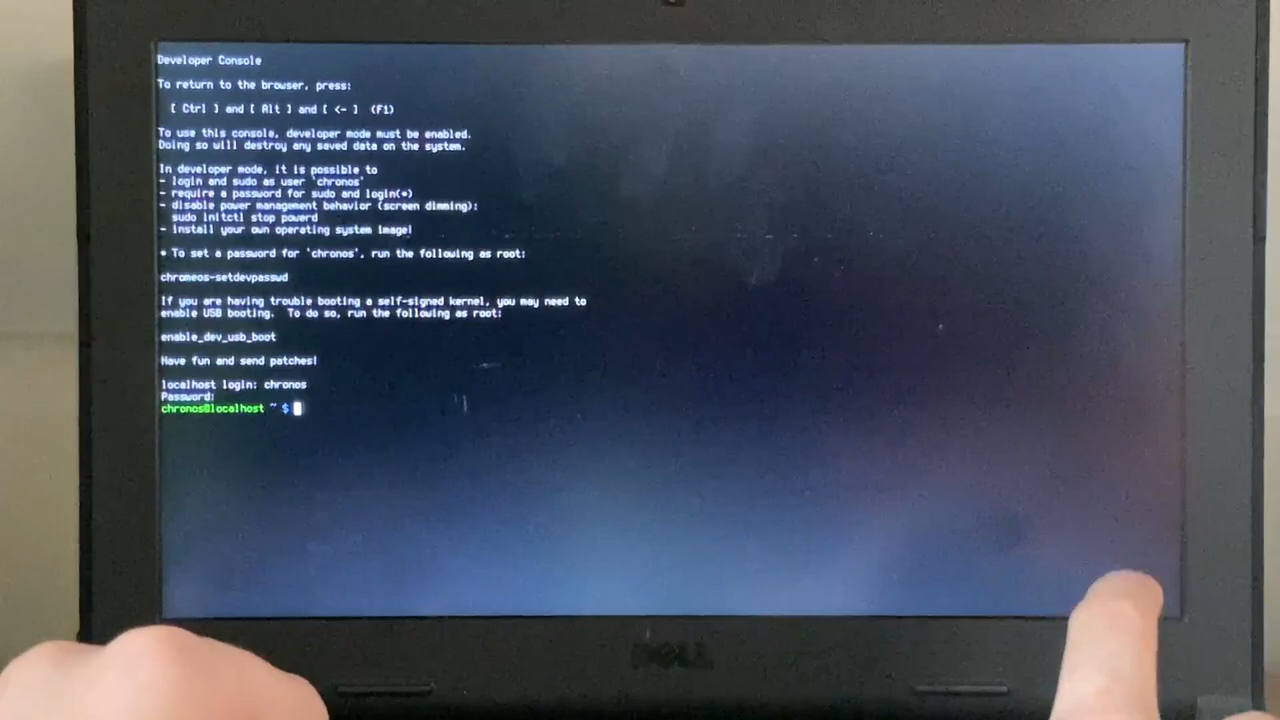 Developer Console
To return to the browser, press:
[ Ctrl ] and [ Alt ] and [ <- ] (F1)
To use this console, developer mode must be enabled.
Doing so will destroy any saved data on the system.
In developer mode, it is possible to
- login and sudo as user 'chronos'
- require a password for sudo and login(*)
- disable power management behavior (screen dimming):
sudo initctl stop powerd
- install your own operating system image!
* To set a password for 'chronos', run the following as root:
chromeos-setdevpasswd
If you are having trouble booting a self-signed kernel, you may need to
enable USB booting. To do so, run the following as root:
enable_dev_usb_boot
Have fun and send patches!
localhost login: chronos
Password:
chronos@localhost ~ $
DELL